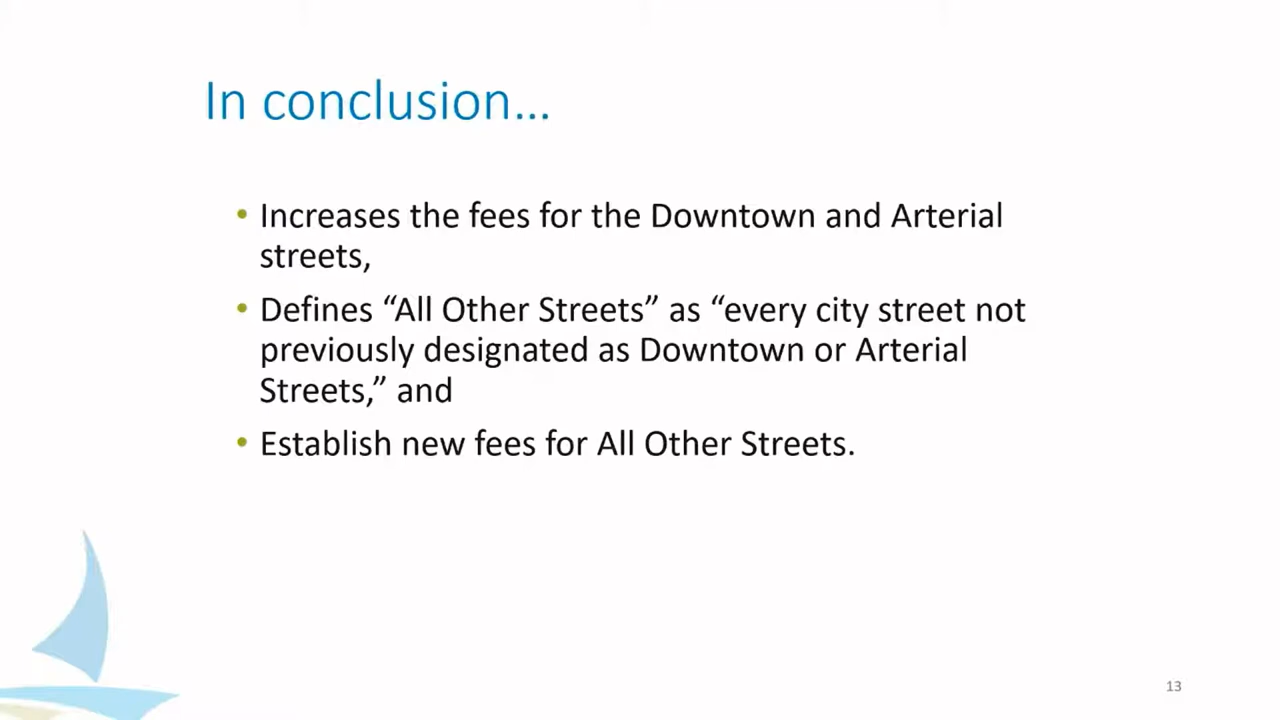 In conclusion...
• Increases the fees for the Downtown and Arterial
streets,
• Defines “All Other Streets” as “every city street not
previously designated as Downtown or Arterial
Streets,” and
• Establish new fees for All Other Streets.
13